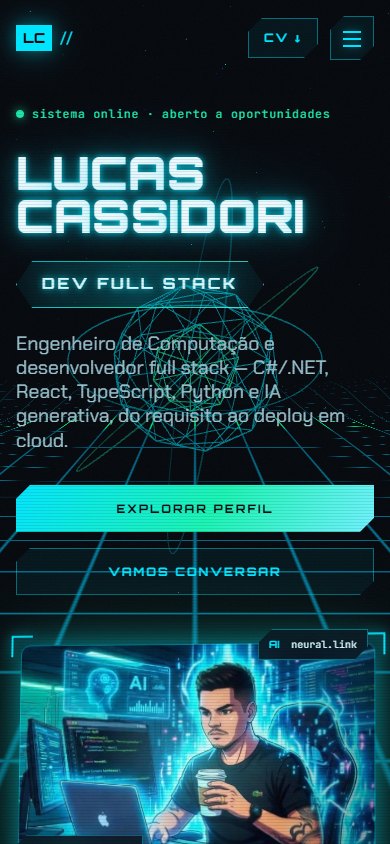 LC //
CV ↓
sistema online · aberto a oportunidades
LUCAS
CASSIDORI
DEV FULL STACK
Engenheiro de Computação e
desenvolvedor full stack — C#/.NET,
React, TypeScript, Python e IA
generativa, do requisito ao deploy em
cloud.
EXPLORAR PERFIL
VAMOS CONVERSAR
AI neural.link
AI